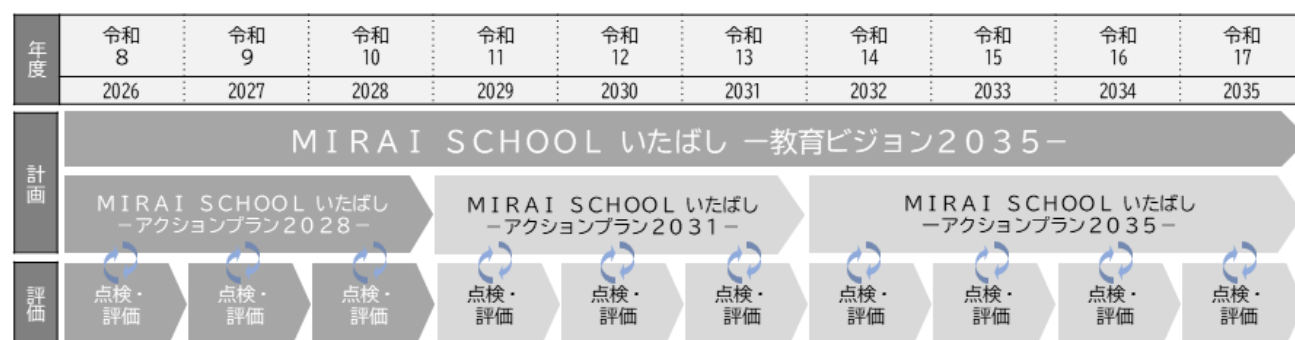 年度
令和 令和 令和 令和 令和 令和 令和 令和 令和 令和
8 9 10 11 12 13 14 15 16 17
2026 2027 2028 2029 2030 2031 2032 2033 2034 2035
計画
ＭＩＲＡＩ ＳＣＨＯＯＬ いたばし ―教育ビジョン２０３５－
ＭＩＲＡＩ ＳＣＨＯＯＬ いたばし
－アクションプラン２０２８－
ＭＩＲＡＩ ＳＣＨＯＯＬ いたばし
－アクションプラン２０３１－
ＭＩＲＡＩ ＳＣＨＯＯＬ いたばし
―アクションプラン２０３５－
評価
点検・ 点検・ 点検・ 点検・ 点検・ 点検・ 点検・ 点検・ 点検・ 点検・
評価 評価 評価 評価 評価 評価 評価 評価 評価 評価